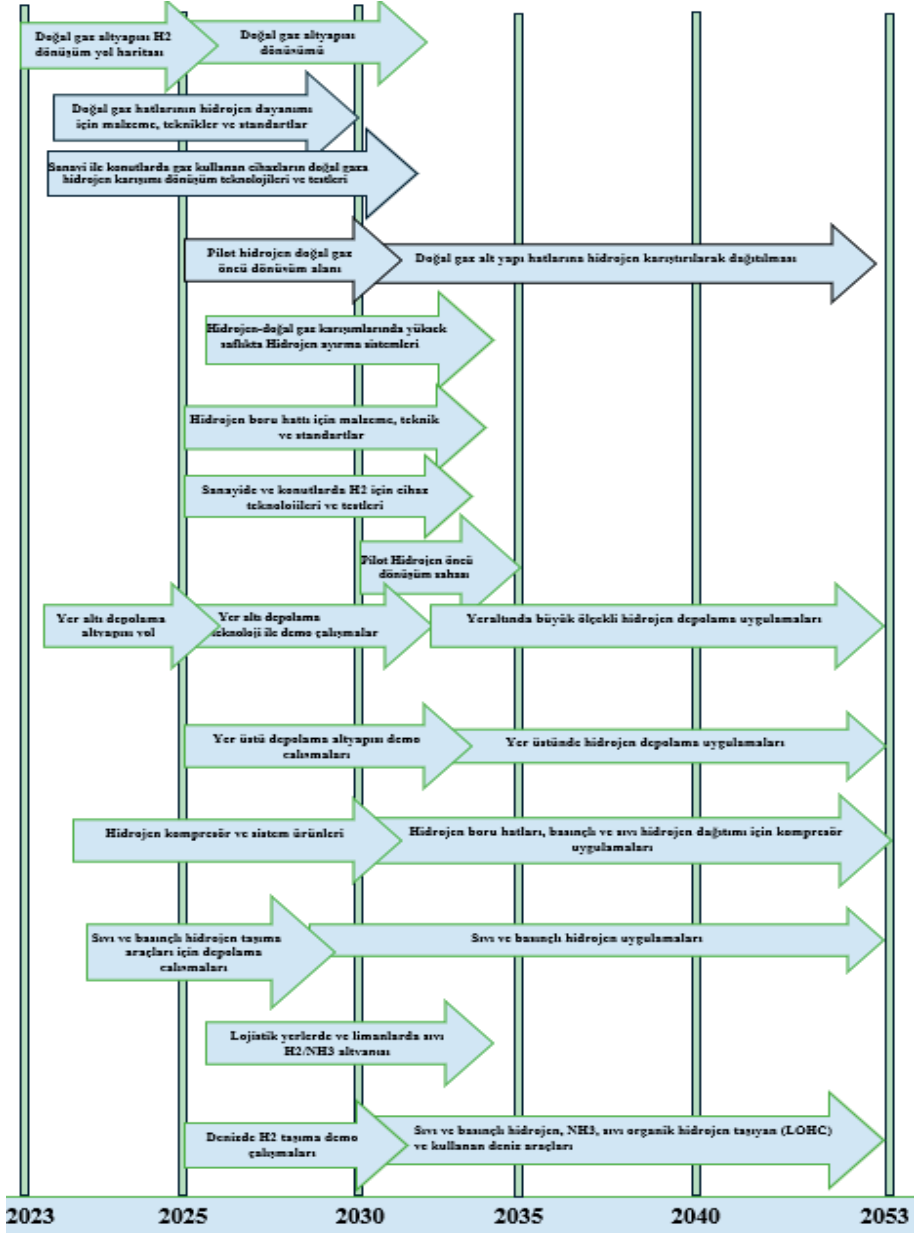 Doğal gaz altyapısı H2
dönüşüm yol haritası
Doğal gaz altyapısı
dönüşümü
Doğal gaz hatlarının hidrojen dayanımı
için malzeme, teknikler ve standartlar
Sanayi ile konutlarda gaz kullanan cihazların doğal gaza
hidrojen karışımı dönüşüm teknolojileri ve testleri
Pilot hidrojen doğal gaz
öncü dönüvüm alanı
Doğal gaz alt yapı hatlarına hidrojen karıştırılarak dağıtılması
Hidrojen-doğal gaz karışımlarında yüksek
saflıkta Hidrojen ayırma sistemleri
Hidrojen boru hattı için malzeme, teknik
ve standartlar
Sanayide ve konutlarda H2 için cihaz
teknolojileri ve testleri
Pilot Hidrojen öncü
dönüşüm sahası
Yer altı depolama
altyapısı yol
Yer altı depolama
teknoloji ile demo çalışmalar
Yeraltında büyük ölçekli hidrojen depolama uygulamaları
Yer üstü depolama altyapısı demo
çalışmaları
Yer üstünde hidrojen depolama uygulamaları
Hidrojen kompresör ve sistem ürünleri
Hidrojen boru hatları, basınçlı ve sıvı hidrojen dağıtımı için kompresör
uygulamaları
Sıvı ve basınçlı hidrojen taşıma
araçları için depolama
çalışmaları
Sıvı ve basınçlı hidrojen uygulamaları
Lojistik yerlerde ve limanlarda sıvı
H2/NH3 altyapısı
Denizde H2 taşıma demo
çalışmaları
Sıvı ve basınçlı hidrojen, NH3, sıvı organik hidrojen taşıyan (LOHC)
ve kullanan deniz araçları
2023 2025 2030 2035 2040 2053